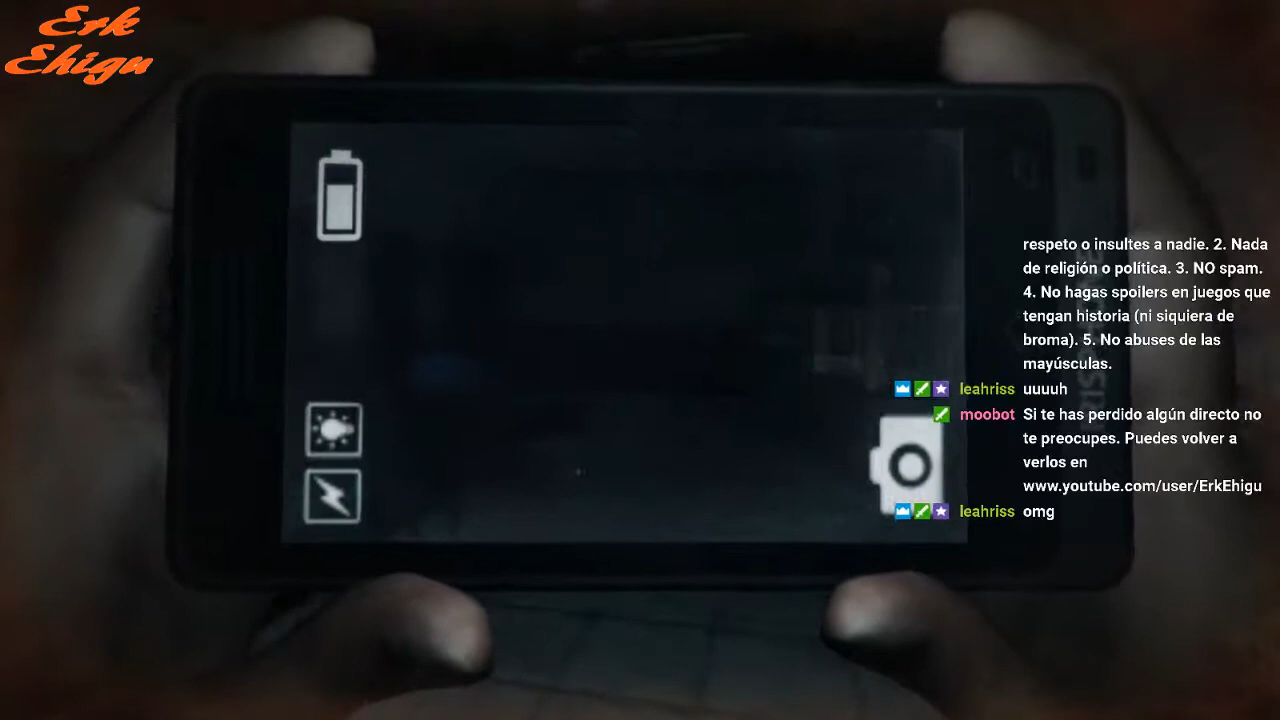 Erk
Ehigu
respeto o insultes a nadie. 2. Nada
de religión o política. 3. NO spam.
4. No hagas spoilers en juegos que
tengan historia (ni siquiera de
broma). 5. No abuses de las
mayúsculas.
leahriss uuuuh
moobot Si te has perdido algún directo no
te preocupes. Puedes volver a
verlos en
www.youtube.com/user/ErkEhigu
leahriss omg